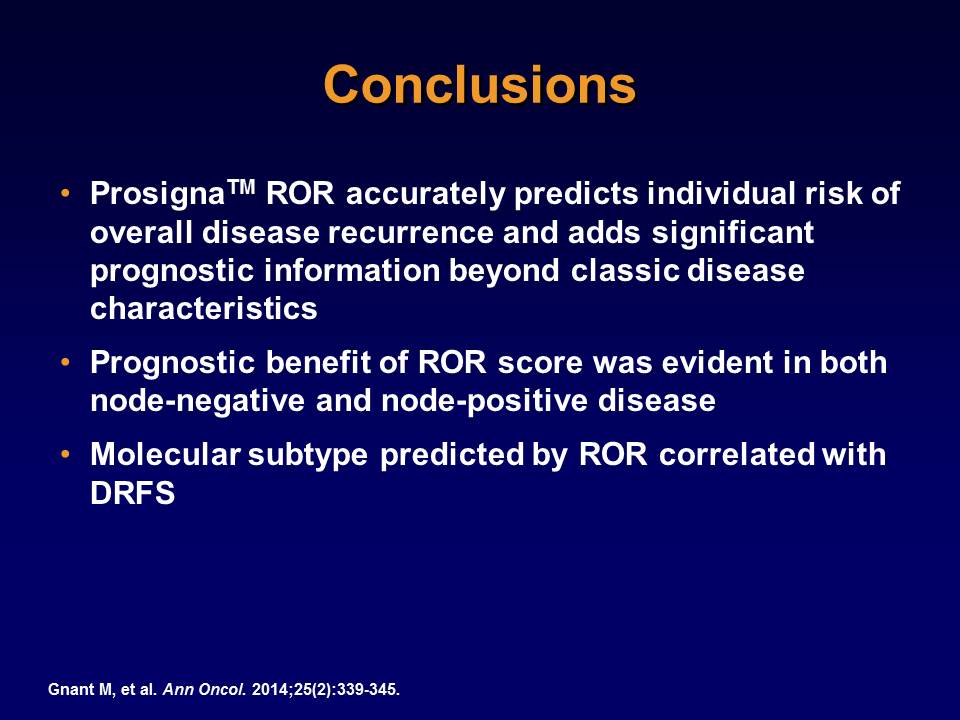 Conclusions
• Prosigna™ ROR accurately predicts individual risk of
overall disease recurrence and adds significant
prognostic information beyond classic disease
characteristics
• Prognostic benefit of ROR score was evident in both
node-negative and node-positive disease
• Molecular subtype predicted by ROR correlated with
DRFS
Gnant M, et al. Ann Oncol. 2014;25(2):339-345.